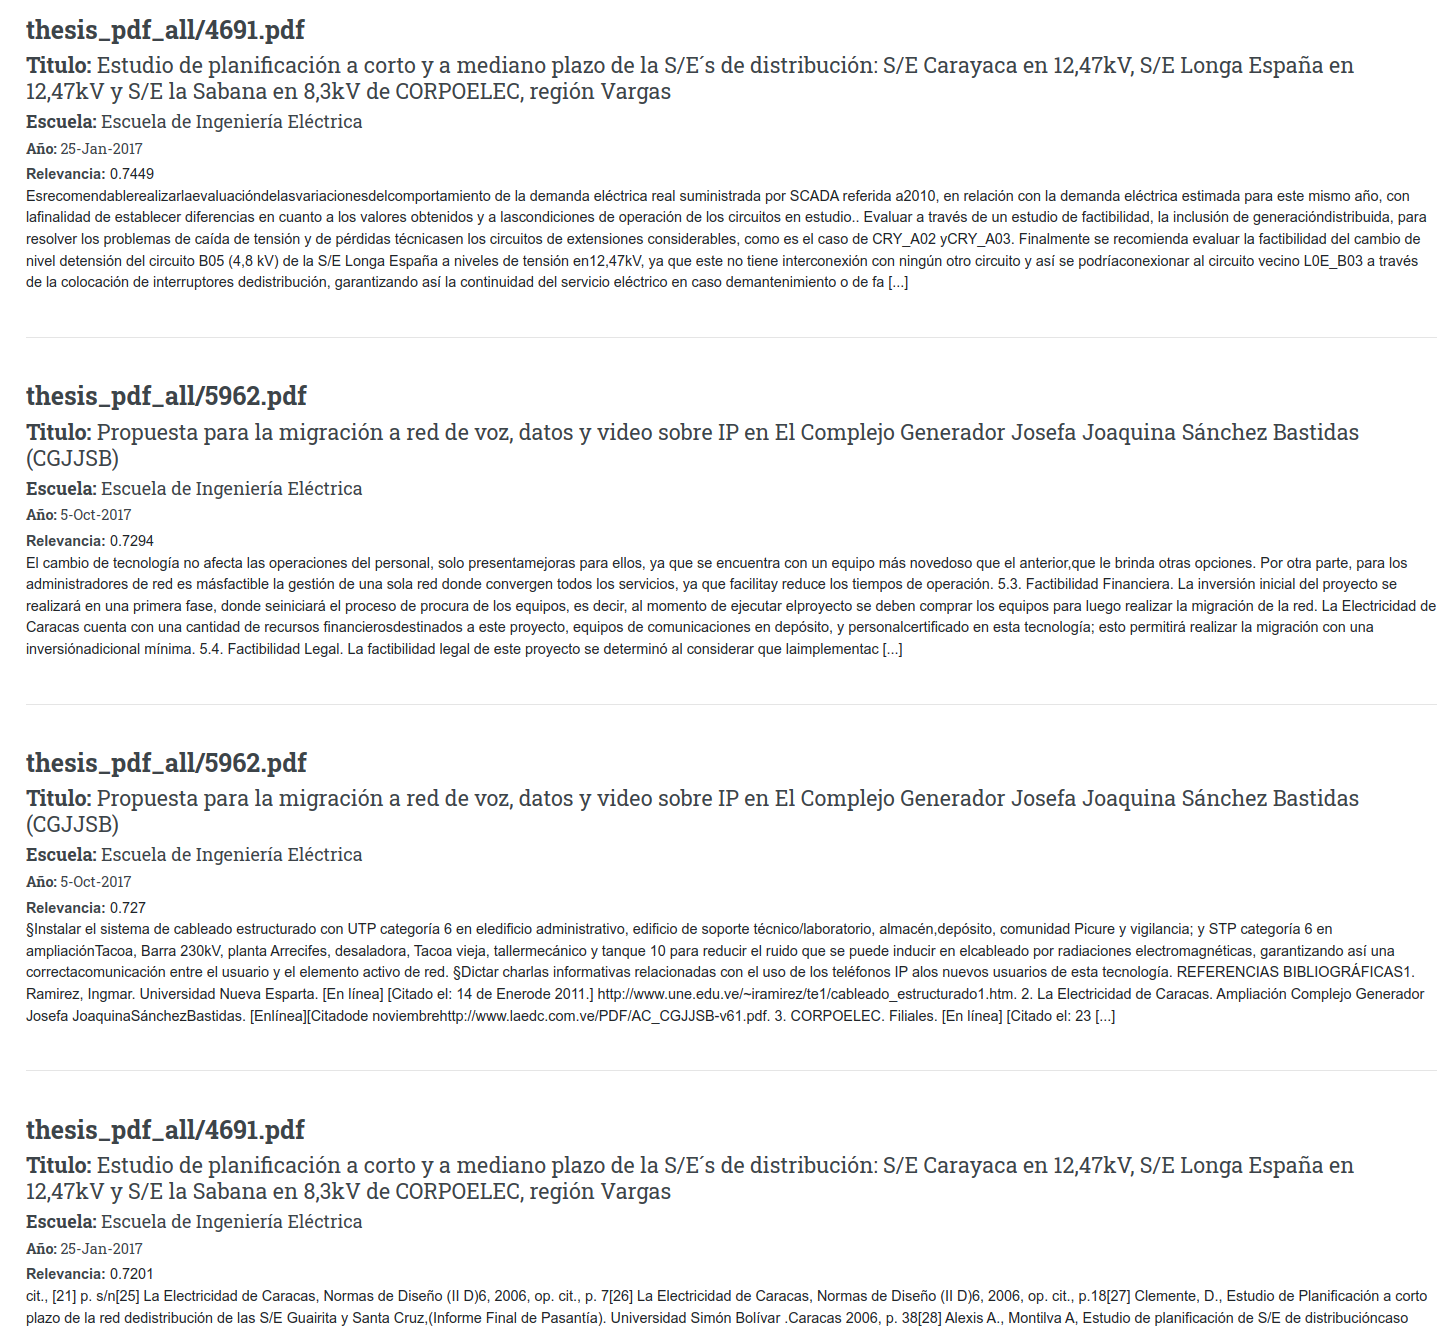 thesis_pdf_all/4691.pdf
Titulo: Estudio de planificación a corto y a mediano plazo de la S/E´s de distribución: S/E Carayaca en 12,47kV, S/E Longa España en
12,47kV y S/E la Sabana en 8,3kV de CORPOELEC, región Vargas
Escuela: Escuela de Ingeniería Eléctrica
Año: 25-Jan-2017
Relevancia: 0.7449
Esrecomendablerealizarlaevaluacióndelasvariacionesdelcomportamiento de la demanda eléctrica real suministrada por SCADA referida a2010, en relación con la demanda eléctrica estimada para este mismo año, con
lafinalidad de establecer diferencias en cuanto a los valores obtenidos y a lascondiciones de operación de los circuitos en estudio.. Evaluar a través de un estudio de factibilidad, la inclusión de generacióndistribuida, para
resolver los problemas de caída de tensión y de pérdidas técnicasen los circuitos de extensiones considerables, como es el caso de CRY_A02 yCRY_A03. Finalmente se recomienda evaluar la factibilidad del cambio de
nivel detensión del circuito B05 (4,8 kV) de la S/E Longa España a niveles de tensión en12,47kV, ya que este no tiene interconexión con ningún otro circuito y así se podríaconexionar al circuito vecino L0E_B03 a través
de la colocación de interruptores dedistribución, garantizando así la continuidad del servicio eléctrico en caso demantenimiento o de fa [...]
thesis_pdf_all/5962.pdf
Titulo: Propuesta para la migración a red de voz, datos y video sobre IP en El Complejo Generador Josefa Joaquina Sánchez Bastidas
(CGJJSB)
Escuela: Escuela de Ingeniería Eléctrica
Año: 5-Oct-2017
Relevancia: 0.7294
El cambio de tecnología no afecta las operaciones del personal, solo presentamejoras para ellos, ya que se encuentra con un equipo más novedoso que el anterior,que le brinda otras opciones. Por otra parte, para los
administradores de red es másfactible la gestión de una sola red donde convergen todos los servicios, ya que facilitay reduce los tiempos de operación. 5.3. Factibilidad Financiera. La inversión inicial del proyecto se
realizará en una primera fase, donde seiniciará el proceso de procura de los equipos, es decir, al momento de ejecutar elproyecto se deben comprar los equipos para luego realizar la migración de la red. La Electricidad de
Caracas cuenta con una cantidad de recursos financierosdestinados a este proyecto, equipos de comunicaciones en depósito, y personalcertificado en esta tecnología; esto permitirá realizar la migración con una
inversiónadicional mínima. 5.4. Factibilidad Legal. La factibilidad legal de este proyecto se determinó al considerar que laimplementac [...]
thesis_pdf_all/5962.pdf
Titulo: Propuesta para la migración a red de voz, datos y video sobre IP en El Complejo Generador Josefa Joaquina Sánchez Bastidas
(CGJJSB)
Escuela: Escuela de Ingeniería Eléctrica
Año: 5-Oct-2017
Relevancia: 0.727
§Instalar el sistema de cableado estructurado con UTP categoría 6 en eledificio administrativo, edificio de soporte técnico/laboratorio, almacén,depósito, comunidad Picure y vigilancia; y STP categoría 6 en
ampliaciónTacoa, Barra 230kV, planta Arrecifes, desaladora, Tacoa vieja, tallermecánico y tanque 10 para reducir el ruido que se puede inducir en elcableado por radiaciones electromagnéticas, garantizando así una
correctacomunicación entre el usuario y el elemento activo de red. §Dictar charlas informativas relacionadas con el uso de los teléfonos IP alos nuevos usuarios de esta tecnología. REFERENCIAS BIBLIOGRÁFICAS1.
Ramirez, Ingmar. Universidad Nueva Esparta. [En línea] [Citado el: 14 de Enerode 2011.] http://www.une.edu.ve/~iramirez/te1/cableado_estructurado1.htm. 2. La Electricidad de Caracas. Ampliación Complejo Generador
Josefa JoaquinaSánchezBastidas. [Enlínea][Citadode noviembrehttp://www.laedc.com.ve/PDF/AC_CGJJSB-v61.pdf. 3. CORPOELEC. Filiales. [En línea] [Citado el: 23 [...]
thesis_pdf_all/4691.pdf
Titulo: Estudio de planificación a corto y a mediano plazo de la S/E´s de distribución: S/E Carayaca en 12,47kV, S/E Longa España en
12,47kV y S/E la Sabana en 8,3kV de CORPOELEC, región Vargas
Escuela: Escuela de Ingeniería Eléctrica
Año: 25-Jan-2017
Relevancia: 0.7201
cit., [21] p. s/n[25] La Electricidad de Caracas, Normas de Diseño (II D)6, 2006, op. cit., p. 7[26] La Electricidad de Caracas, Normas de Diseño (II D)6, 2006, op. cit., p.18[27] Clemente, D., Estudio de Planificación a corto
plazo de la red dedistribución de las S/E Guairita y Santa Cruz,(Informe Final de Pasantía). Universidad Simón Bolívar .Caracas 2006, p. 38[28] Alexis A., Montilva A, Estudio de planificación de S/E de distribucióncaso